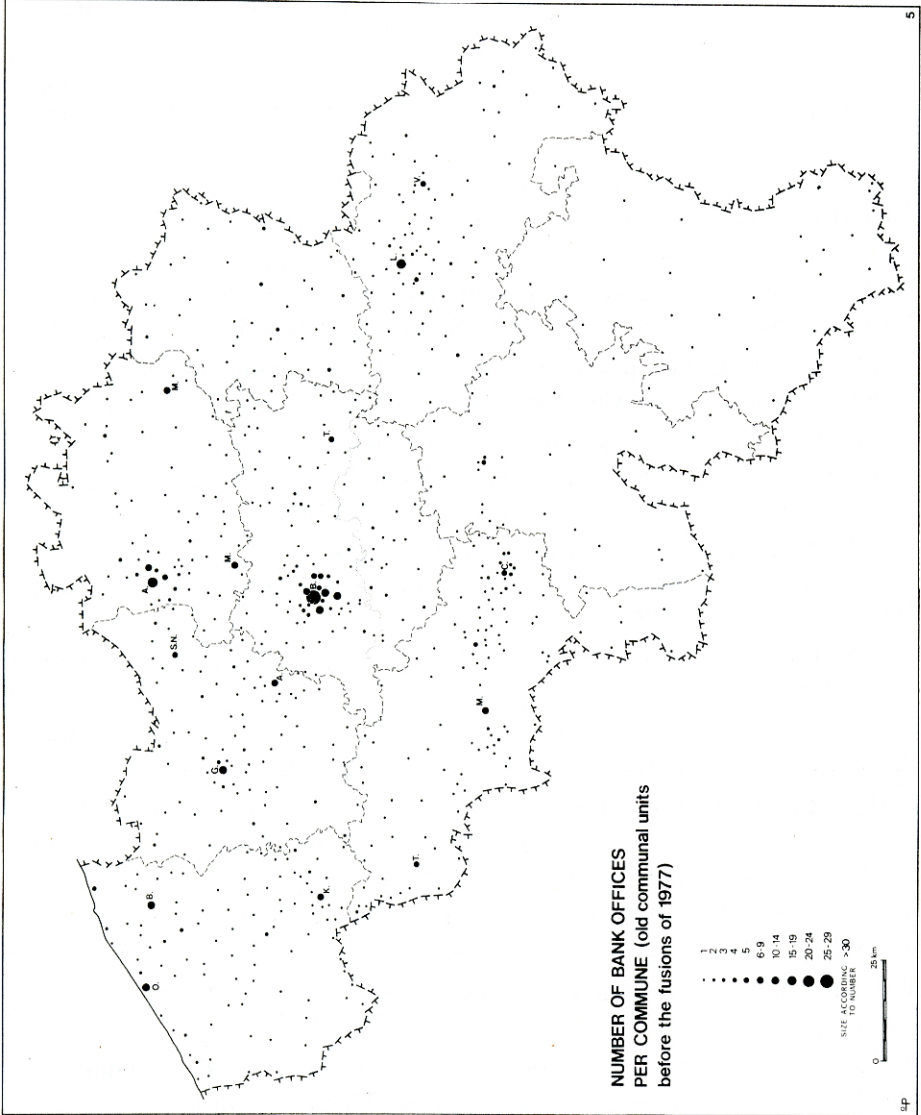 5
A.
M.
M.
S.N.
A.
G.
B.
O.
K.
B.
T.
L.
V.
T.
M.
C.
NUMBER OF BANK OFFICES
PER COMMUNE (old communal units
before the fusions of 1977)
1
2
3
4
5
6-9
10-14
15-19
20-24
25-29
SIZE ACCORDING >30
TO NUMBER
0 25 km